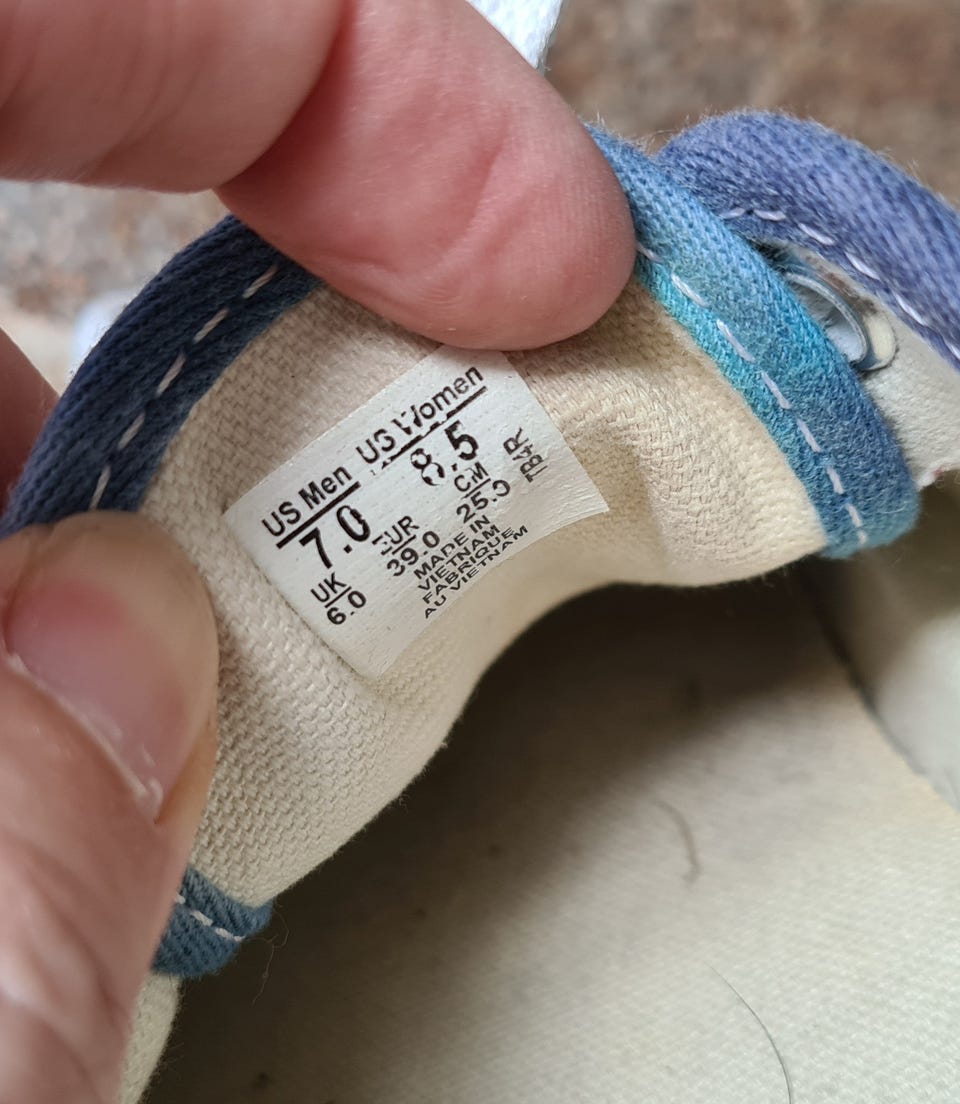 US Men US Women
7.0 8.5
UK EUR CM
6.0 39.0 25.0
MADE IN
VIETNAM
FABRIQUE
AU VIETNAM